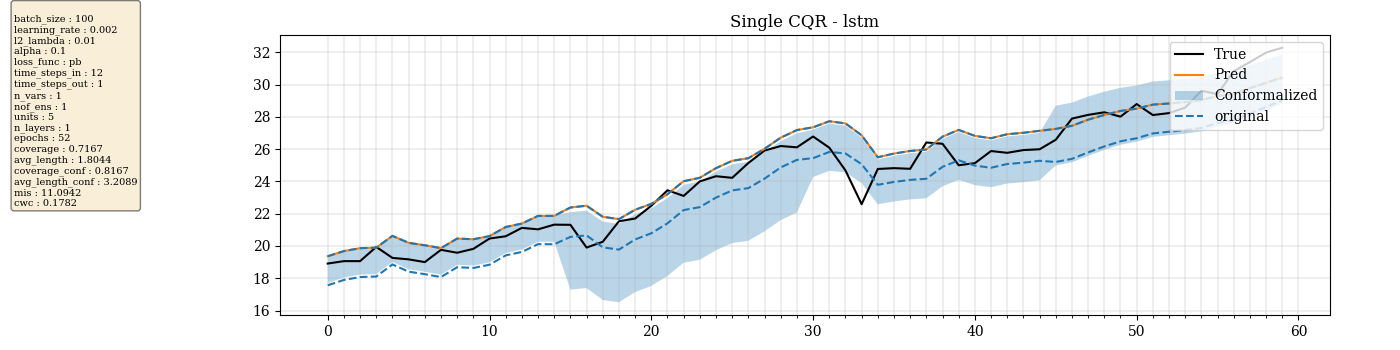 batch_size : 100
learning_rate : 0.002
l2_lambda : 0.01
alpha : 0.1
loss_func : pb
time_steps_in : 12
time_steps_out : 1
n_vars : 1
nof_ens : 1
units : 5
n_layers : 1
epochs : 52
coverage : 0.7167
avg_length : 1.8044
coverage_conf : 0.8167
avg_length_conf : 3.2089
mis : 11.0942
cwc : 0.1782
Single CQR - lstm
32
30
28
26
24
22
20
18
16
True
Pred
Conformalized
original
0 10 20 30 40 50 60